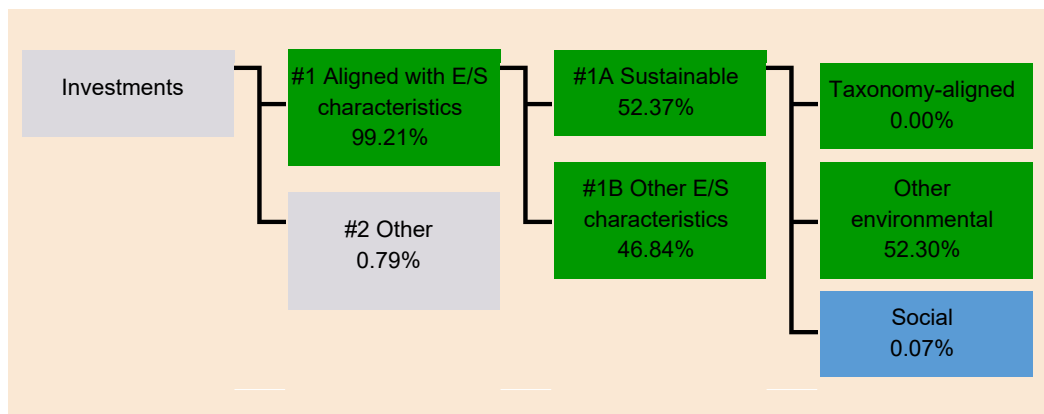 Investments
#1 Aligned with E/S
characteristics
99.21%
#2 Other
0.79%
#1A Sustainable
52.37%
#1B Other E/S
characteristics
46.84%
Taxonomy-aligned
0.00%
Other
environmental
52.30%
Social
0.07%